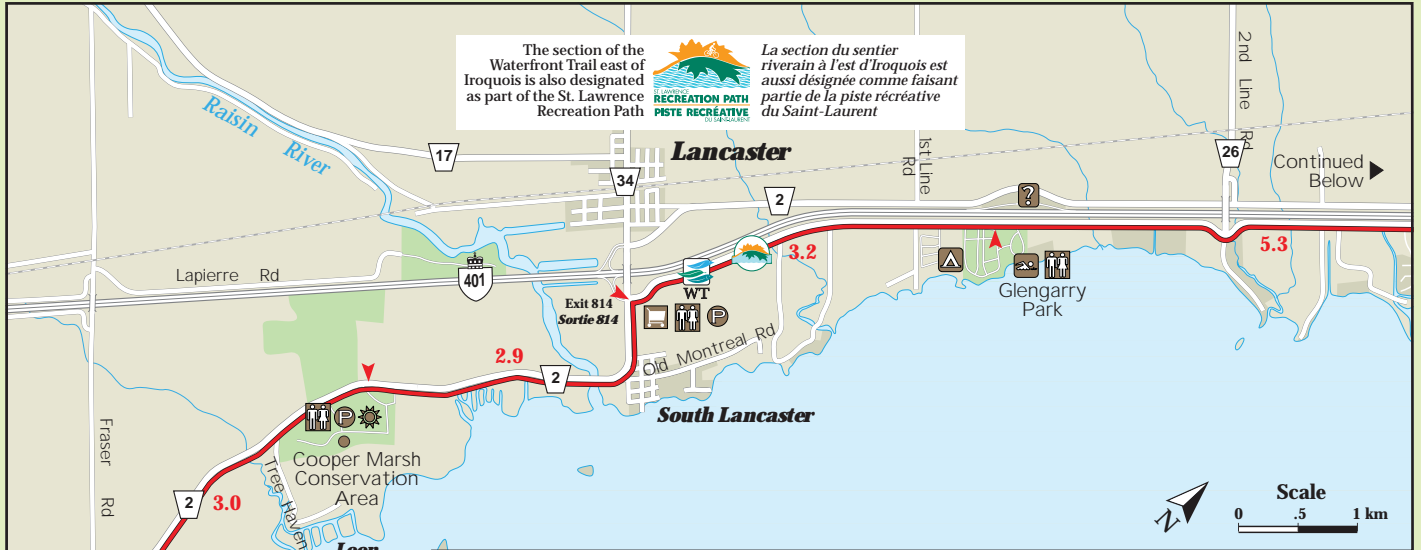 The section of the
Waterfront Trail east of
Iroquois is also designated
as part of the St. Lawrence
Recreation Path
ST. LAWRENCE
RECREATION PATH
PISTE RECRÉATIVE
DU SAINT-LAURENT
La section du sentier
riverain à l'est d'Iroquois est
aussi désignée comme faisant
partie de la piste récréative
du Saint-Laurent
Raisin
River
17
Lancaster
34
2
1st Line
Rd
?
2nd Line
Rd
26
Continued
Below
Lapierre Rd
401
Exit 814
Sortie 814
WT
3.2
5.3
Glengarry
Park
P
Old Montreal Rd
2.9
2
South Lancaster
P
Fraser
Rd
Cooper Marsh
Conservation
Area
Tree Haven
2
3.0
N
Scale
0 .5 1 km